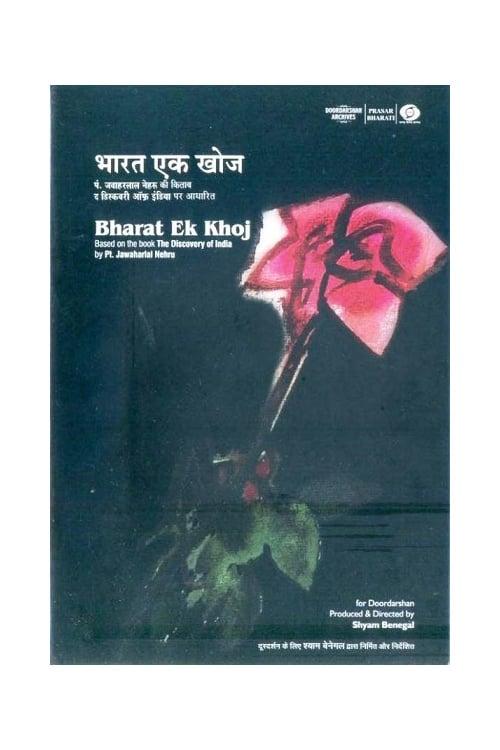 DOORDARSHAN
ARCHIVES
PRASAR
BHARATI
भारत एक खोज
पं. जवाहरलाल नेहरू की किताब
द डिस्कवरी ऑफ़ इंडिया पर आधारित
Bharat Ek Khoj
Based on the book The Discovery of India
by Pt. Jawaharlal Nehru
for Doordarshan
Produced & Directed by
Shyam Benegal
दूरदर्शन के लिए श्याम बेनेगल द्वारा निर्मित और निर्देशित